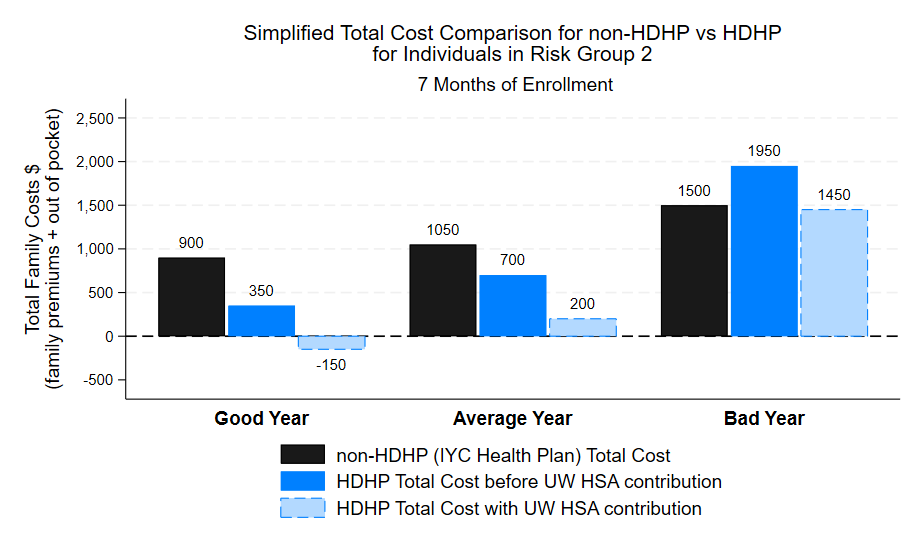 Simplified Total Cost Comparison for non-HDHP vs HDHP
for Individuals in Risk Group 2
7 Months of Enrollment
Total Family Costs $
(family premiums + out of pocket)
2,500
2,000
1,500
1,000
500
0
-500
900
350
-150
1050
700
200
1500
1950
1450
Good Year
Average Year
Bad Year
non-HDHP (IYC Health Plan) Total Cost
HDHP Total Cost before UW HSA contribution
HDHP Total Cost with UW HSA contribution